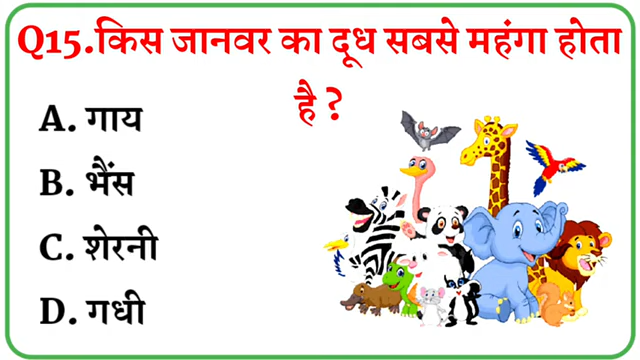 Q15.किस जानवर का दूध सबसे महंगा होता
है ?
A. गाय
B. भैंस
C. शेरनी
D. गधी